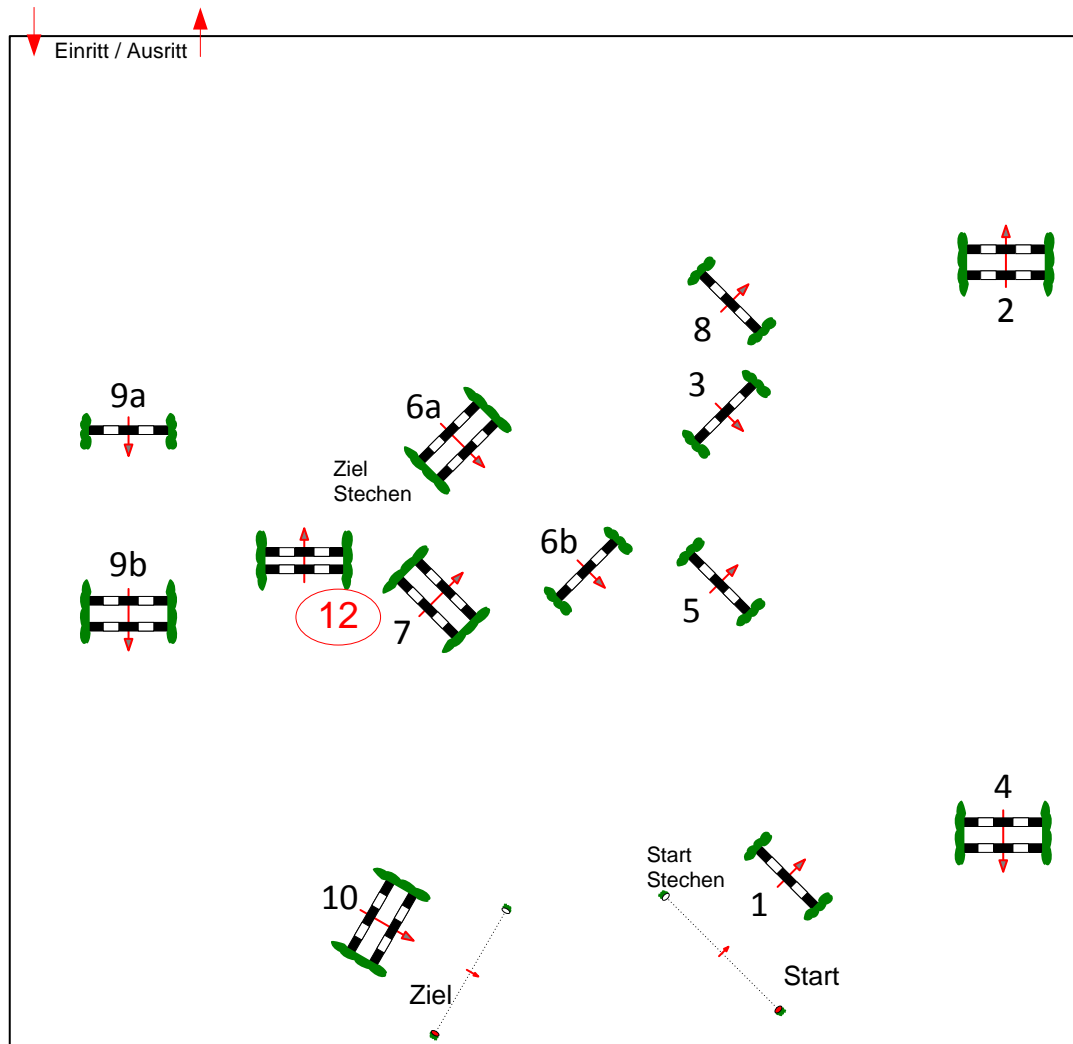 Einritt / Ausritt
2
8
3
9a
6a
Ziel
Stechen
6b
9b
12
7
5
4
Start
Stechen
10
1
Ziel
Start